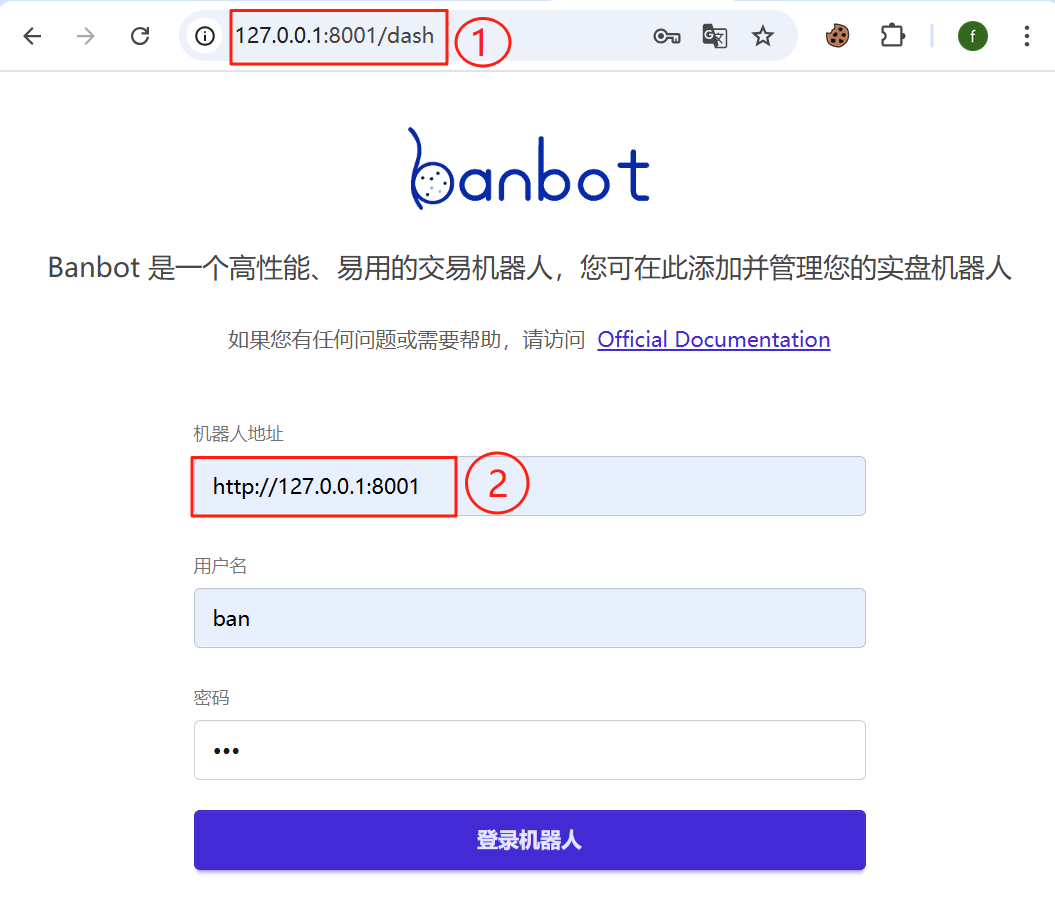 127.0.0.1:8001/dash
1
f
banbot
Banbot 是一个高性能、易用的交易机器人，您可在此添加并管理您的实盘机器人
如果您有任何问题或需要帮助，请访问 Official Documentation
机器人地址
http://127.0.0.1:8001
2
用户名
ban
密码
•••
登录机器人